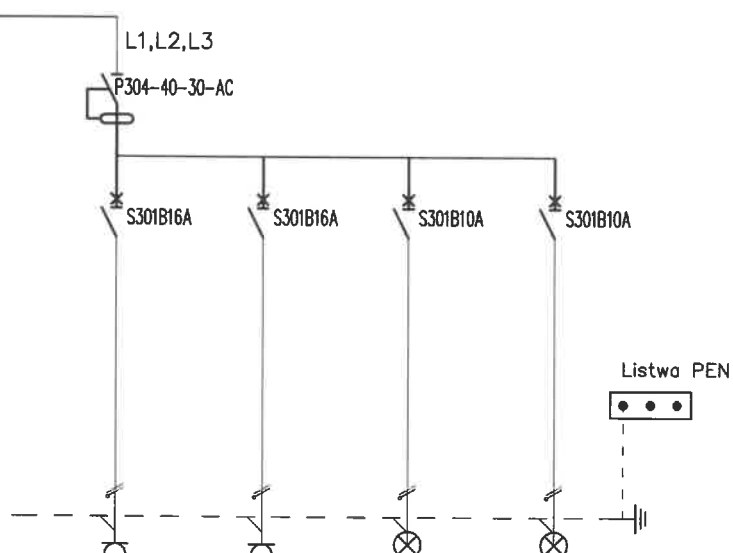 L1,L2,L3
P304-40-30-AC
S301B16A
S301B16A
S301B10A
S301B10A
Listwa PEN